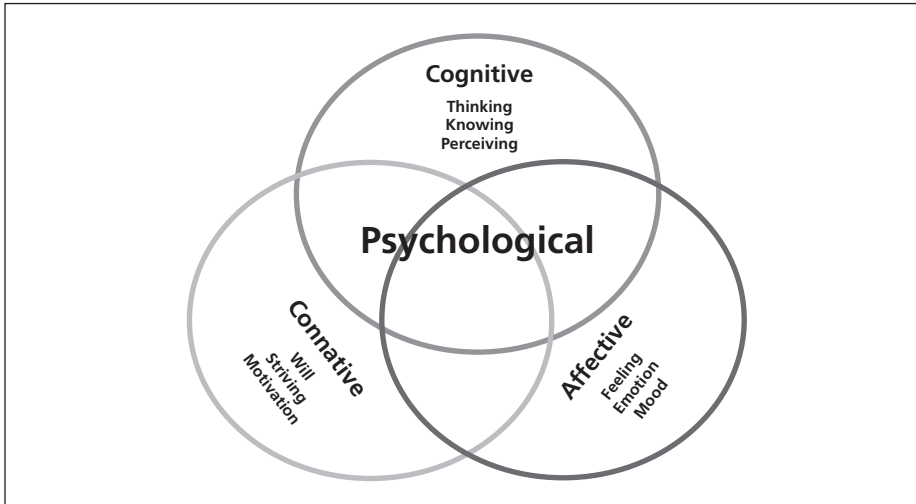 Cognitive
Thinking
Knowing
Perceiving
Psychological
Connative
Will
Striving
Motivation
Affective
Feeling
Emotion
Mood